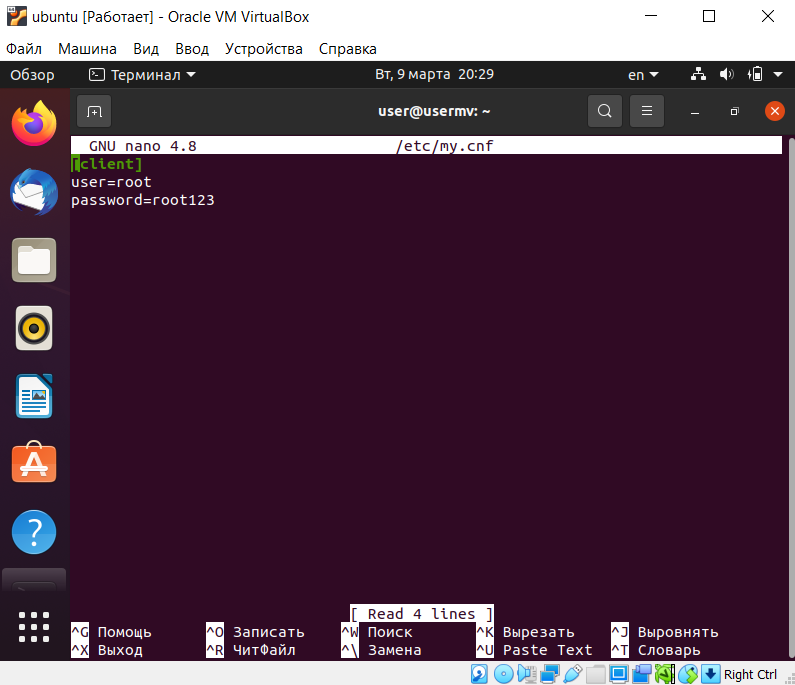 ubuntu [Работает] - Oracle VM VirtualBox
Файл Машина Вид Ввод Устройства Справка
Обзор Терминал Вт, 9 марта 20:29 en
user@usermv: ~
GNU nano 4.8 /etc/my.cnf
[client]
user=root
password=root123
[ Read 4 lines ]
^G Помощь ^O Записать ^W Поиск ^K Вырезать ^J Выровнять
^X Выход ^R ЧитФайл ^\ Замена ^U Paste Text ^T Словарь
Right Ctrl